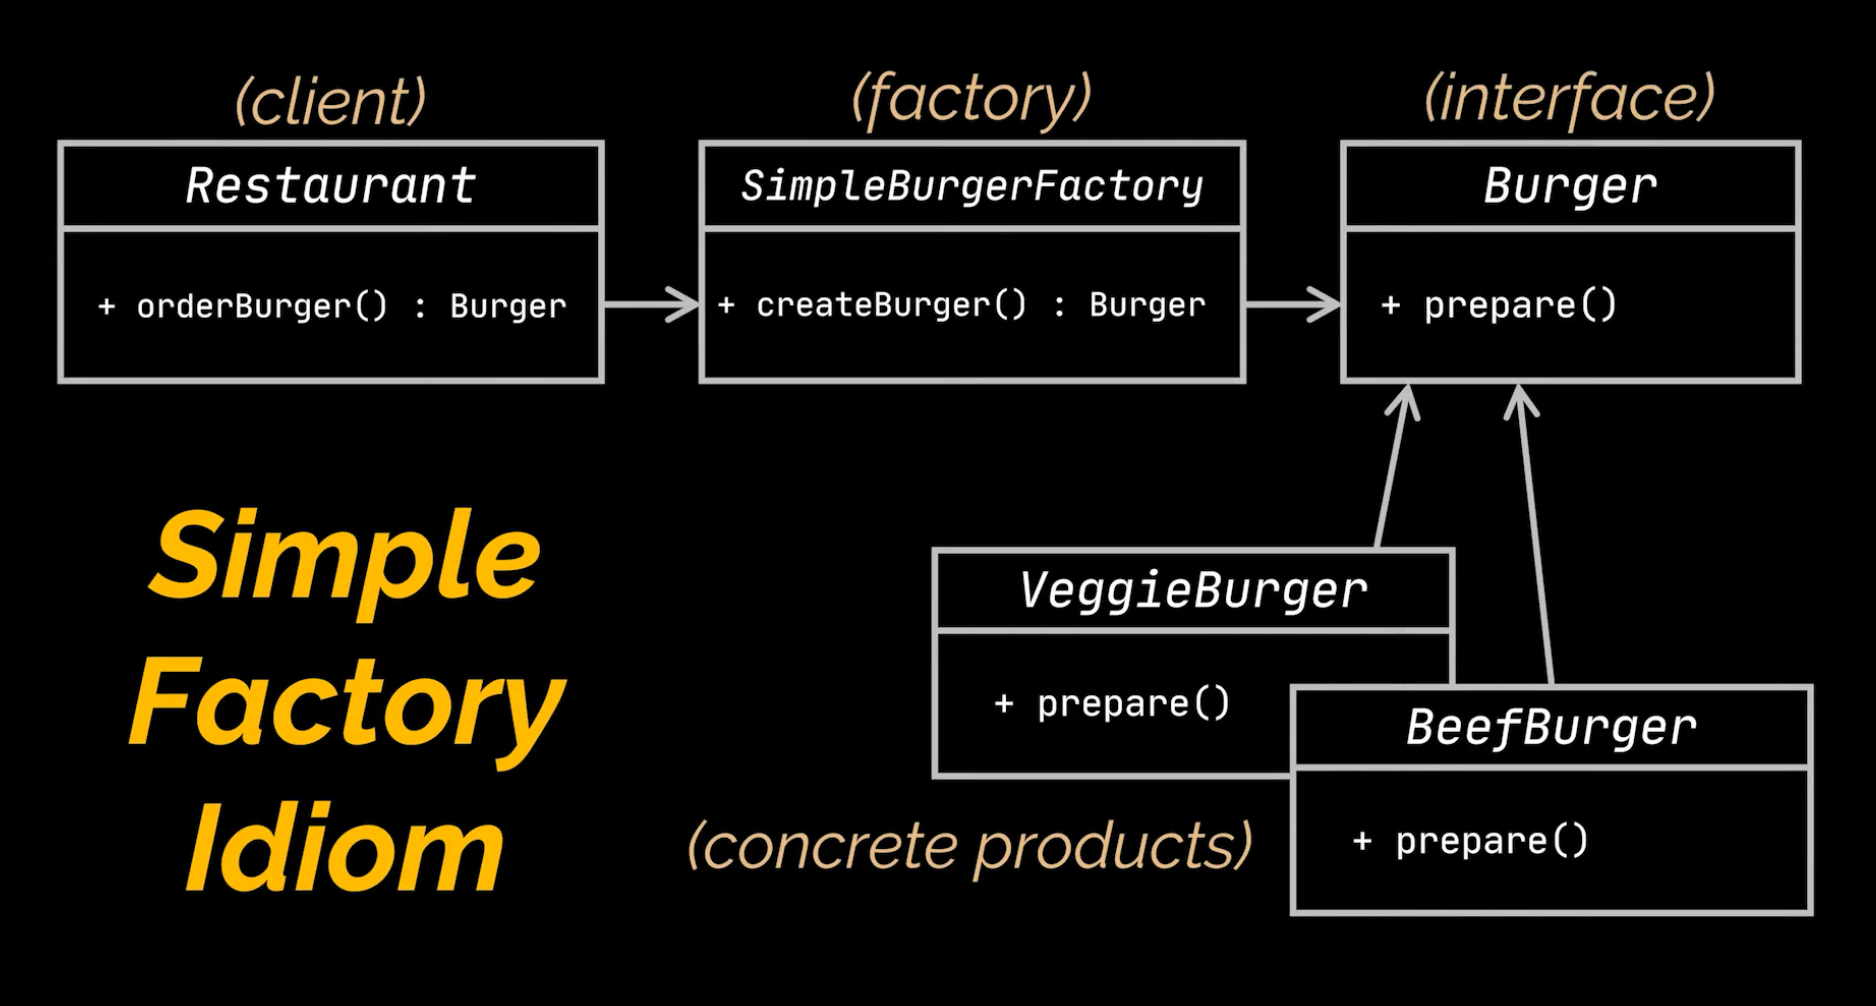 (client)
Restaurant
+ orderBurger() : Burger
(factory)
SimpleBurgerFactory
+ createBurger() : Burger
(interface)
Burger
+ prepare()
Simple
Factory
Idiom
VeggieBurger
+ prepare()
BeefBurger
+ prepare()
(concrete products)